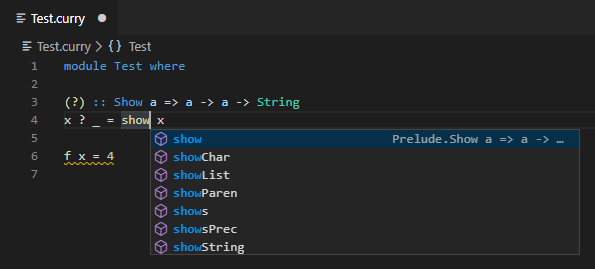 Test.curry
Test.curry > {} Test
1 module Test where
2
3 (?) :: Show a => a -> a -> String
4 x ? _ = show x
5
6 f x = 4
7
show Prelude.Show a => a -> …
showChar
showList
showParen
shows
showsPrec
showString